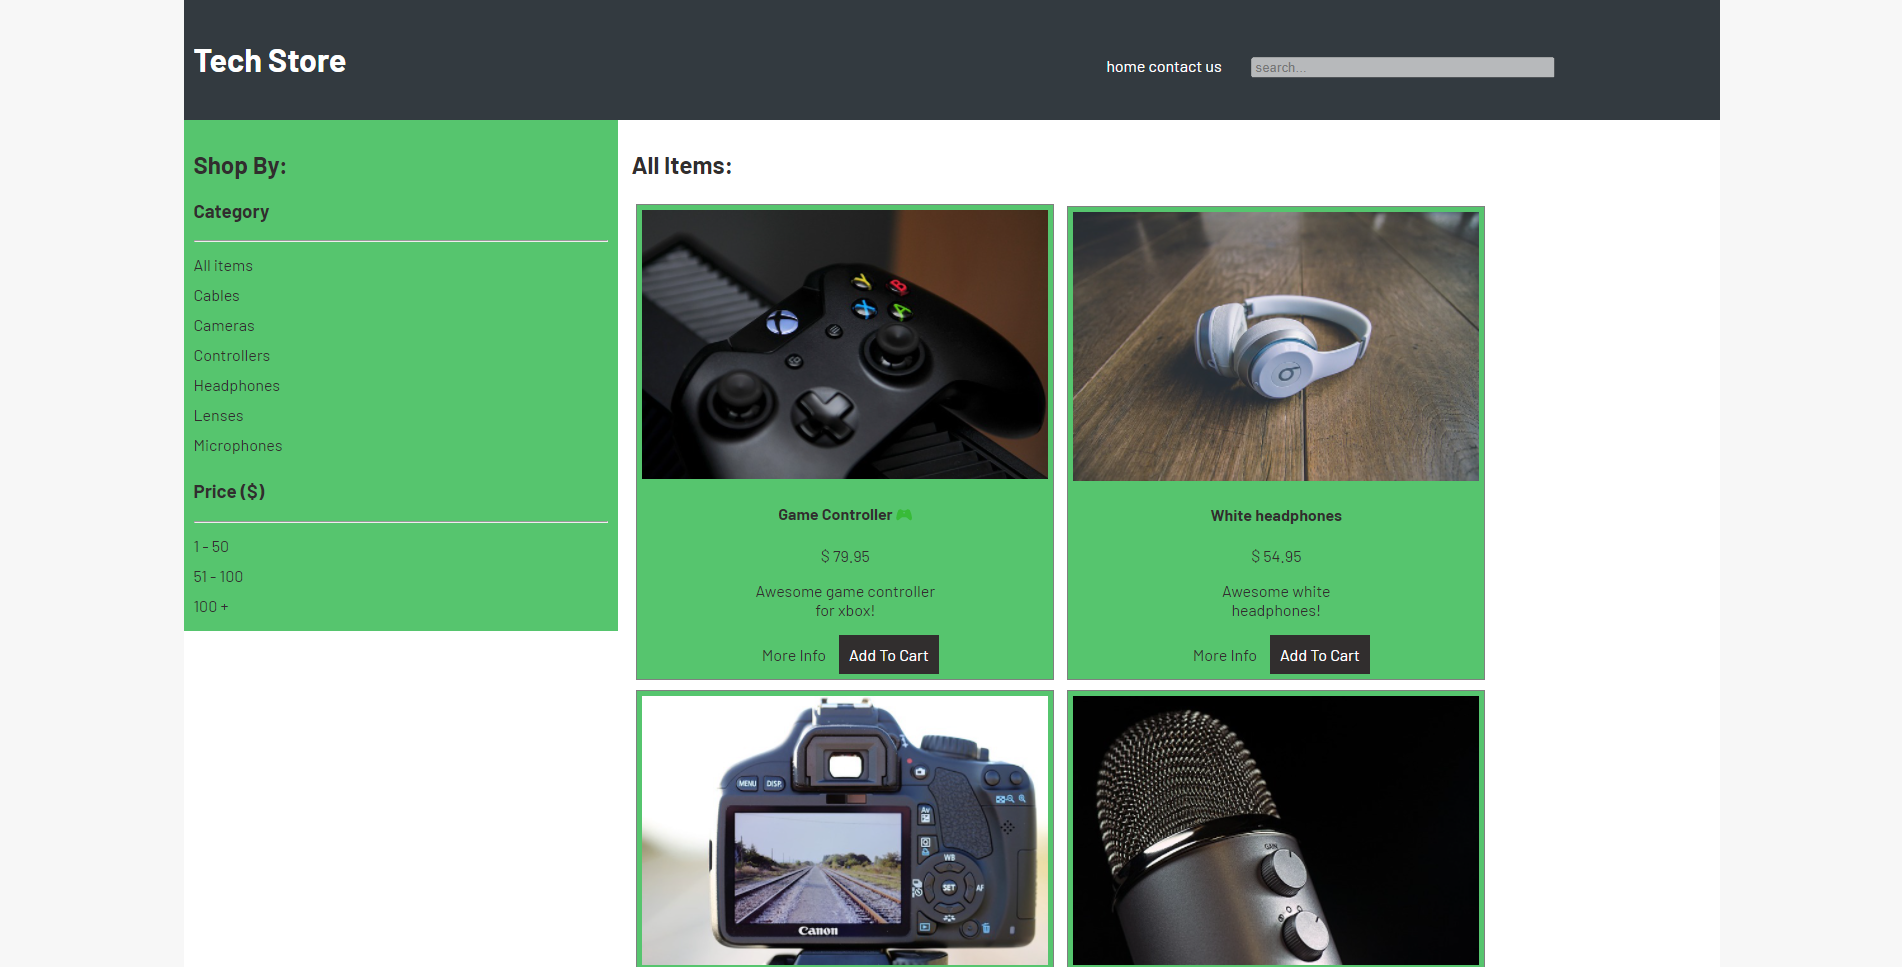 Tech Store
home contact us
search...
Shop By:
Category
All items
Cables
Cameras
Controllers
Headphones
Lenses
Microphones
Price ($)
1 - 50
51 - 100
100 +
All Items:
Y
B
X
A
Game Controller 🎮
$ 79.95
Awesome game controller
for xbox!
More Info
Add To Cart
White headphones
$ 54.95
Awesome white
headphones!
More Info
Add To Cart
MENU DISP.
Av
WB
SET
AF
Canon
GAIN